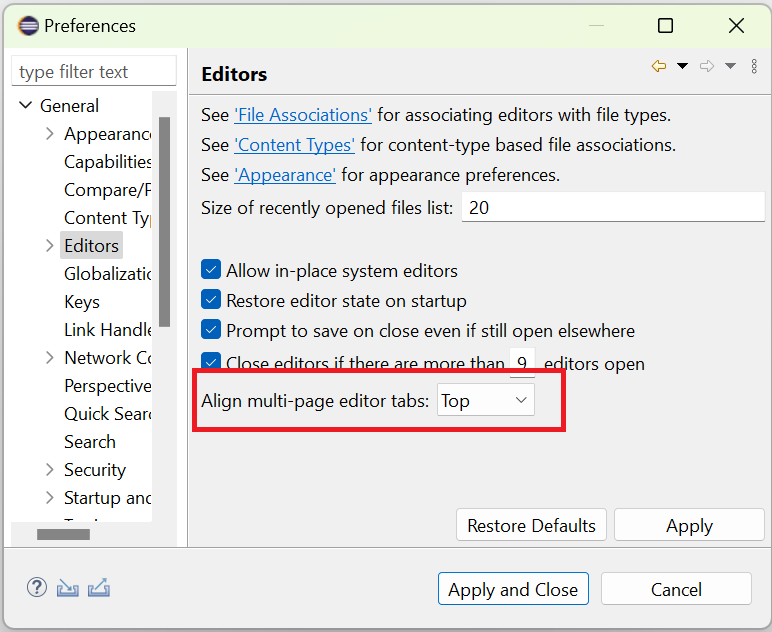 Preferences
type filter text
General
Appearanc
Capabilities
Compare/P
Content Typ
Editors
Globalizatic
Keys
Link Handle
Network Co
Perspective
Quick Searc
Search
Security
Startup and
Editors
See 'File Associations' for associating editors with file types.
See 'Content Types' for content-type based file associations.
See 'Appearance' for appearance preferences.
Size of recently opened files list: 20
Allow in-place system editors
Restore editor state on startup
Prompt to save on close even if still open elsewhere
Close editors if there are more than 9 editors open
Align multi-page editor tabs: Top
Restore Defaults Apply
Apply and Close Cancel